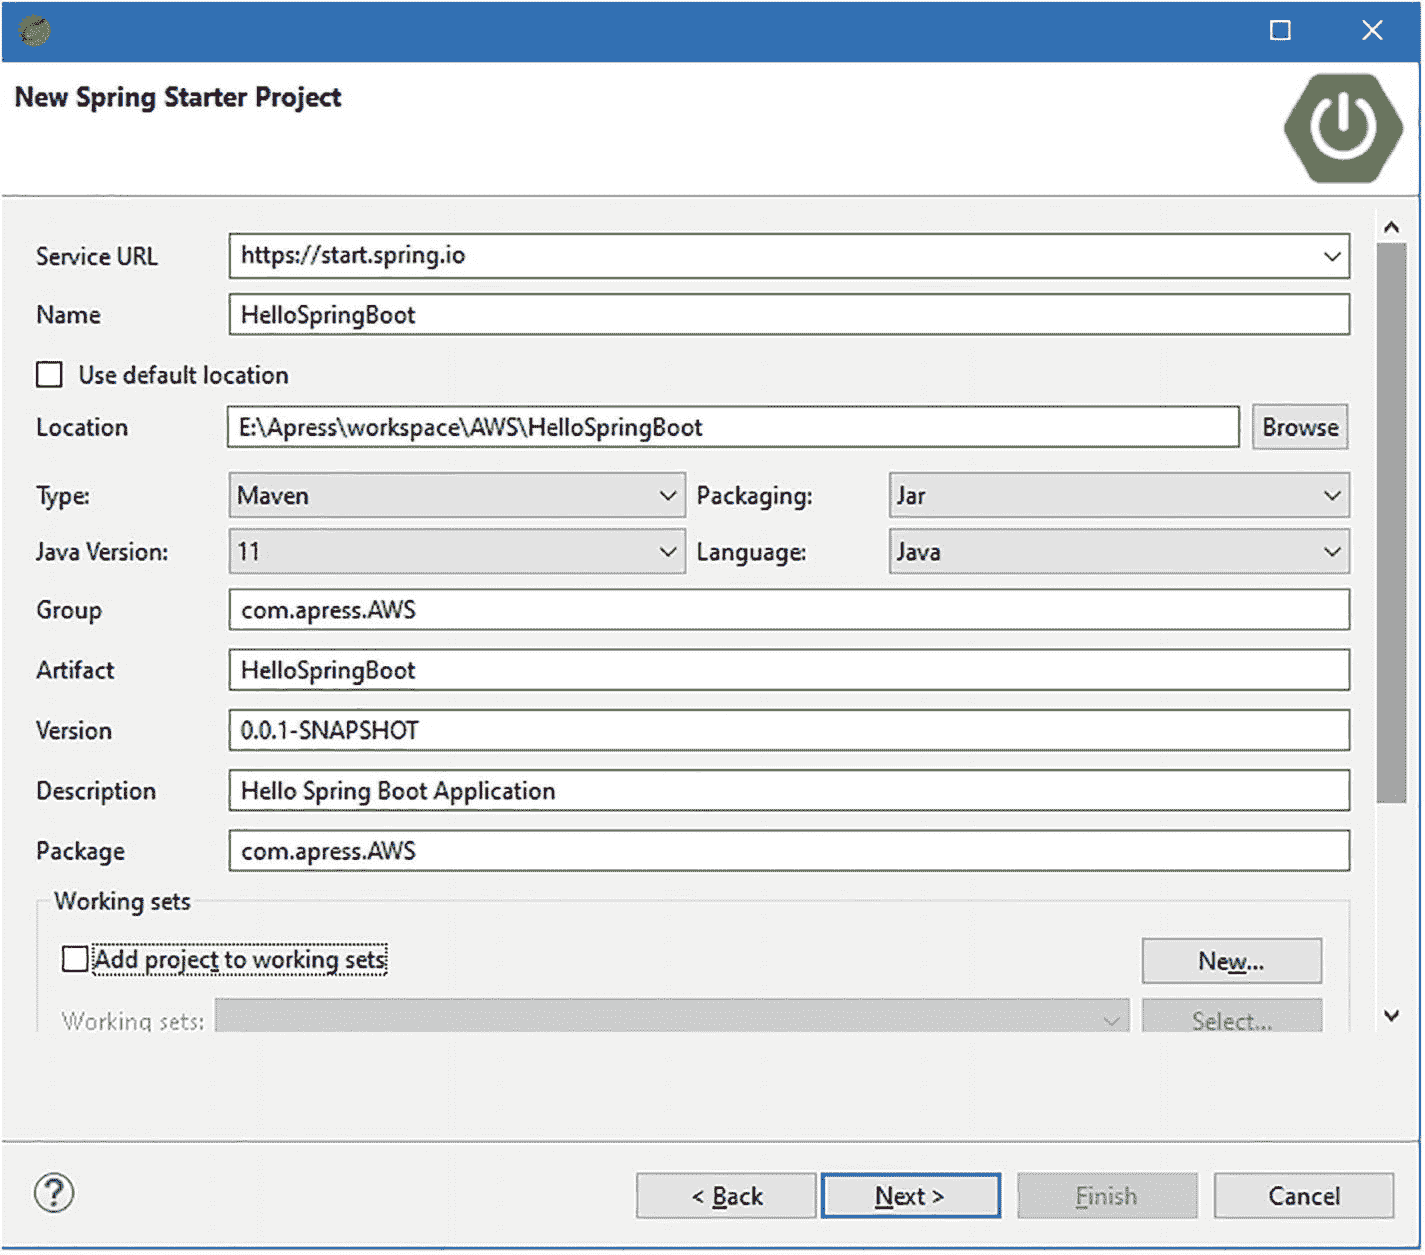 New Spring Starter Project
Service URL https://start.spring.io
Name HelloSpringBoot
Use default location
Location E:\Apress\workspace\AWS\HelloSpringBoot Browse
Type: Maven Packaging: Jar
Java Version: 11 Language: Java
Group com.apress.AWS
Artifact HelloSpringBoot
Version 0.0.1-SNAPSHOT
Description Hello Spring Boot Application
Package com.apress.AWS
Working sets
Add project to working sets New...
Working sets: Select...
? < Back Next > Finish Cancel